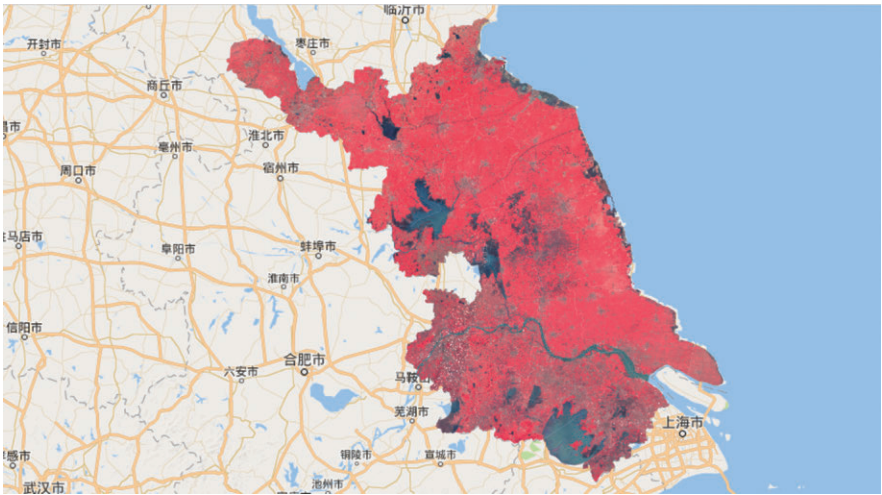 临沂市
枣庄市
开封市
商丘市
淮北市
亳州市
宿州市
周口市
阜阳市
蚌埠市
淮南市
信阳市
六安市
合肥市
马鞍山
芜湖市
上海市
铜陵市
宣城市
池州市
武汉市